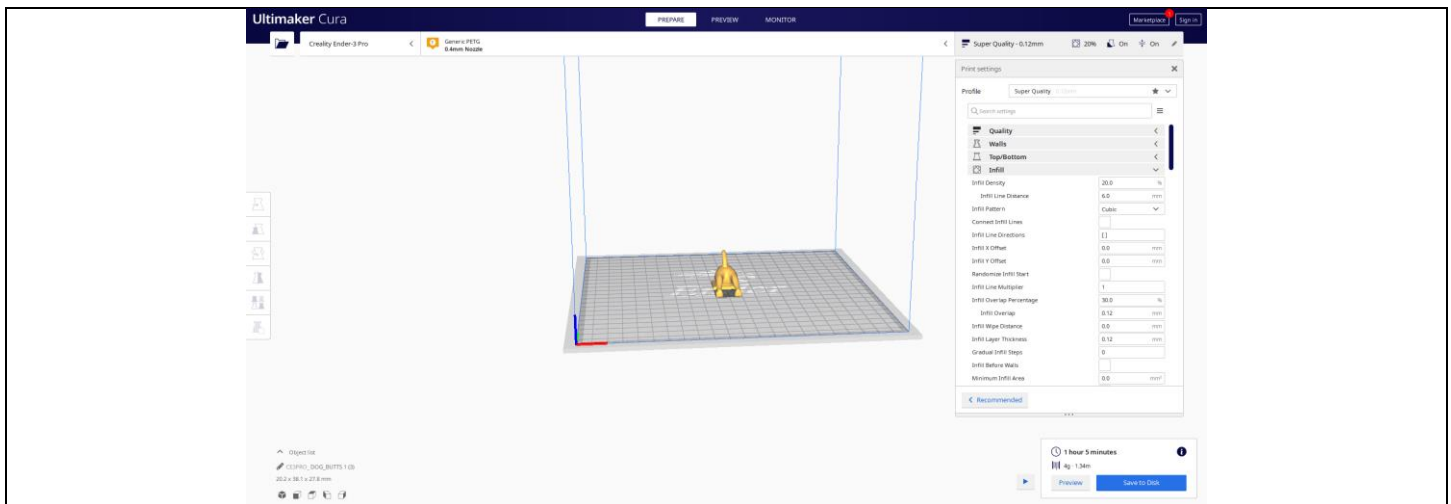 Ultimaker Cura
PREPARE PREVIEW MONITOR
Marketplace 1 Sign in
Creality Ender-3 Pro
Generic PETG
0.4mm Nozzle
Super Quality - 0.12mm 20% On On
Print settings
Profile Super Quality
Search settings
Quality
Walls
Top/Bottom
Infill
Infill Density 20.0 %
Infill Line Distance 6.0 mm
Infill Pattern Cubic
Connect Infill Lines
Infill Line Directions [ ]
Infill X Offset 0.0 mm
Infill Y Offset 0.0 mm
Randomize Infill Start
Infill Line Multiplier 1
Infill Overlap Percentage 30.0 %
Infill Overlap 0.12 mm
Infill Wipe Distance 0.0 mm
Infill Layer Thickness 0.12 mm
Gradual Infill Steps 0
Infill Before Walls
Minimum Infill Area 0.0 mm²
Recommended
Object list
DOG_BUTTS 1 (3)
20.2 x 38.1 x 27.8 mm
1 hour 5 minutes
4g · 1.34m
Preview Save to Disk